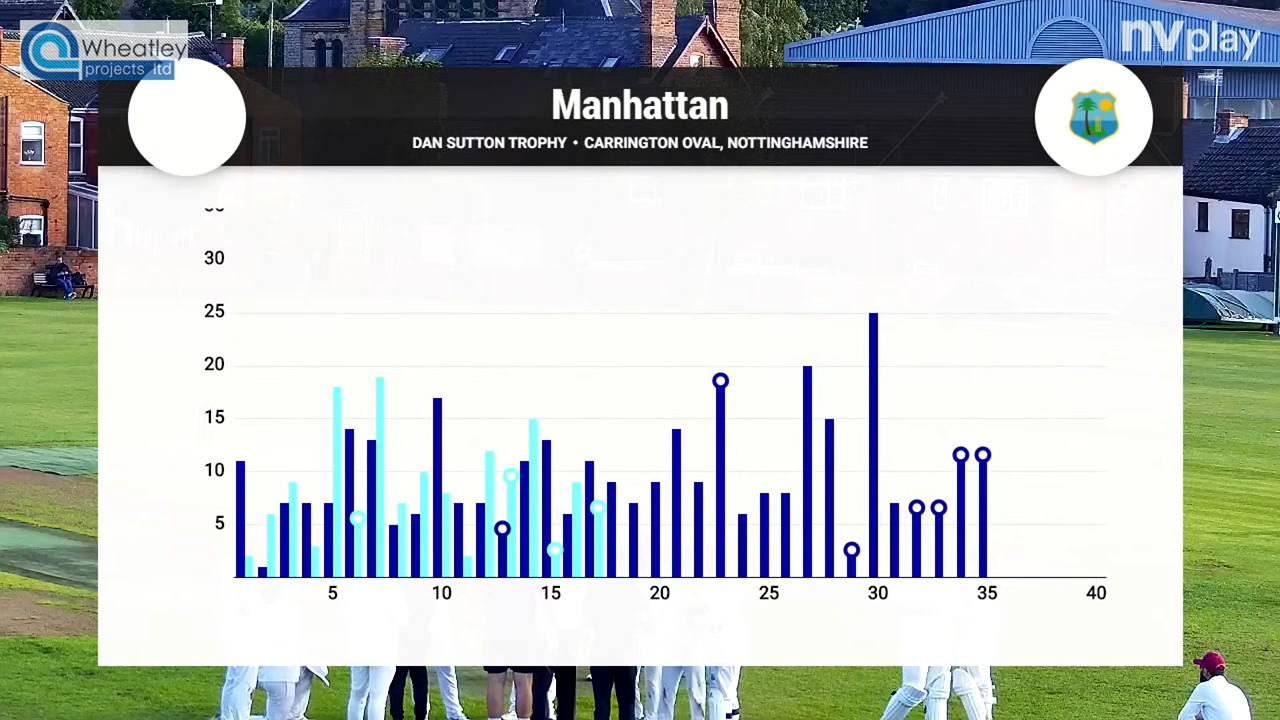 Wheatley
projects ltd
nvplay
Manhattan
DAN SUTTON TROPHY • CARRINGTON OVAL, NOTTINGHAMSHIRE
30
25
20
15
10
5
5 10 15 20 25 30 35 40